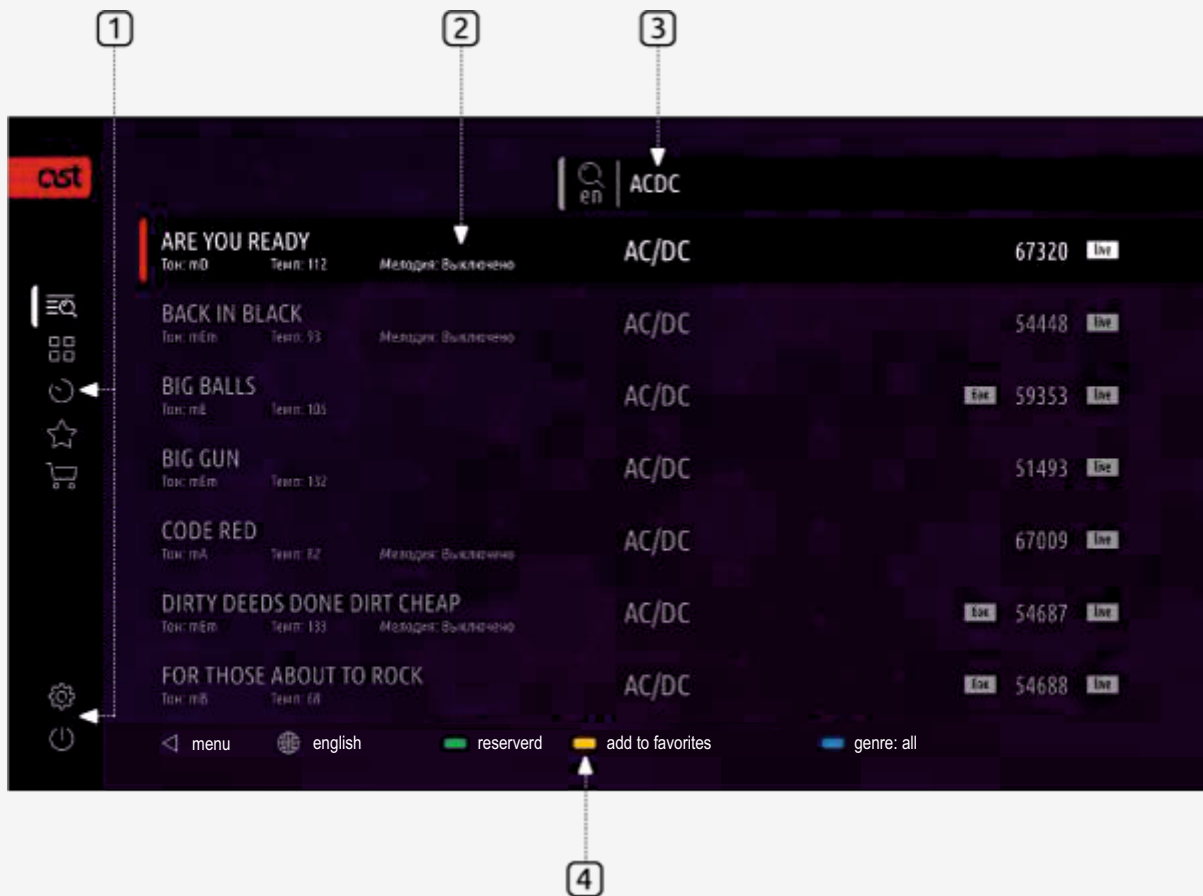 1
2
3
ast
en ACDC
ARE YOU READY AC/DC 67320 live
Тон: mD Темп: 112 Мелодия: Выключено
BACK IN BLACK AC/DC 54448 live
Тон: mEm Темп: 93 Мелодия: Выключено
BIG BALLS AC/DC бэк 59353 live
Тон: mE Темп: 105
BIG GUN AC/DC 51493 live
Тон: mEm Темп: 132
CODE RED AC/DC 67009 live
Тон: mA Темп: 82 Мелодия: Выключено
DIRTY DEEDS DONE DIRT CHEAP AC/DC бэк 54687 live
Тон: mEm Темп: 133 Мелодия: Выключено
FOR THOSE ABOUT TO ROCK AC/DC бэк 54688 live
Тон: mB Темп: 68
menu english reserverd add to favorites genre: all
4